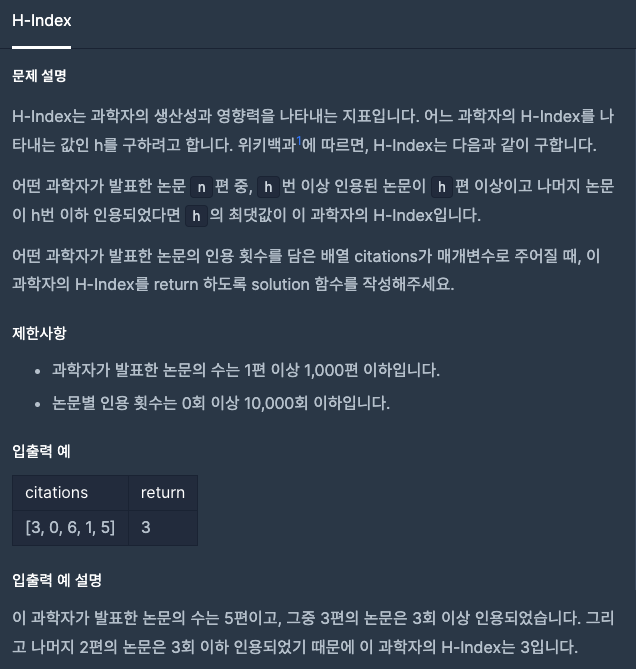 H-Index
문제 설명
H-Index는 과학자의 생산성과 영향력을 나타내는 지표입니다. 어느 과학자의 H-Index를 나
타내는 값인 h를 구하려고 합니다. 위키백과1에 따르면, H-Index는 다음과 같이 구합니다.
어떤 과학자가 발표한 논문 n 편 중, h 번 이상 인용된 논문이 h 편 이상이고 나머지 논문
이 h번 이하 인용되었다면 h 의 최댓값이 이 과학자의 H-Index입니다.
어떤 과학자가 발표한 논문의 인용 횟수를 담은 배열 citations가 매개변수로 주어질 때, 이
과학자의 H-Index를 return 하도록 solution 함수를 작성해주세요.
제한사항
• 과학자가 발표한 논문의 수는 1편 이상 1,000편 이하입니다.
• 논문별 인용 횟수는 0회 이상 10,000회 이하입니다.
입출력 예
citations return
[3, 0, 6, 1, 5] 3
입출력 예 설명
이 과학자가 발표한 논문의 수는 5편이고, 그중 3편의 논문은 3회 이상 인용되었습니다. 그리
고 나머지 2편의 논문은 3회 이하 인용되었기 때문에 이 과학자의 H-Index는 3입니다.